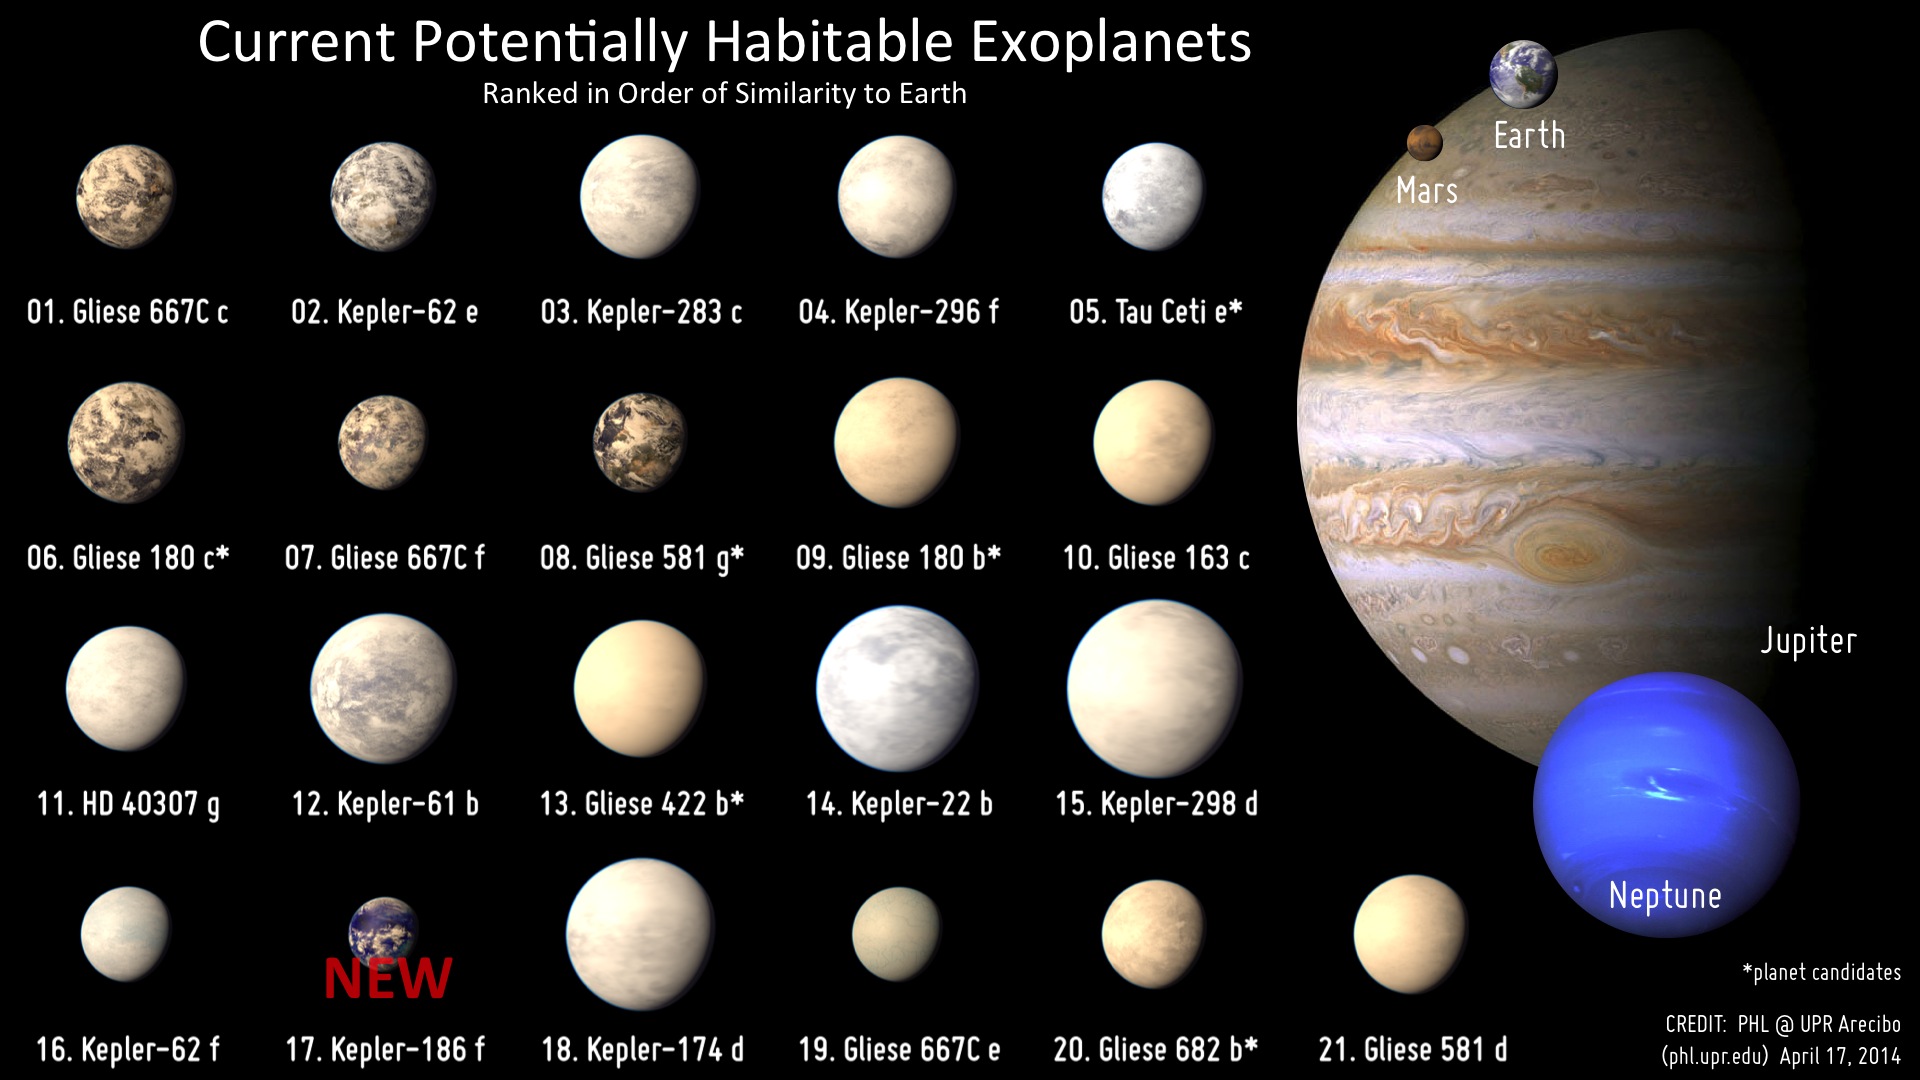 Current Potentially Habitable Exoplanets
Ranked in Order of Similarity to Earth
Earth
Mars
01. Gliese 667C c
02. Kepler-62 e
03. Kepler-283 c
04. Kepler-296 f
05. Tau Ceti e*
06. Gliese 180 c*
07. Gliese 667C f
08. Gliese 581 g*
09. Gliese 180 b*
10. Gliese 163 c
Jupiter
11. HD 40307 g
12. Kepler-61 b
13. Gliese 422 b*
14. Kepler-22 b
15. Kepler-298 d
Neptune
NEW
16. Kepler-62 f
17. Kepler-186 f
18. Kepler-174 d
19. Gliese 667C e
20. Gliese 682 b*
21. Gliese 581 d
*planet candidates
CREDIT: PHL @ UPR Arecibo
(phl.upr.edu) April 17, 2014